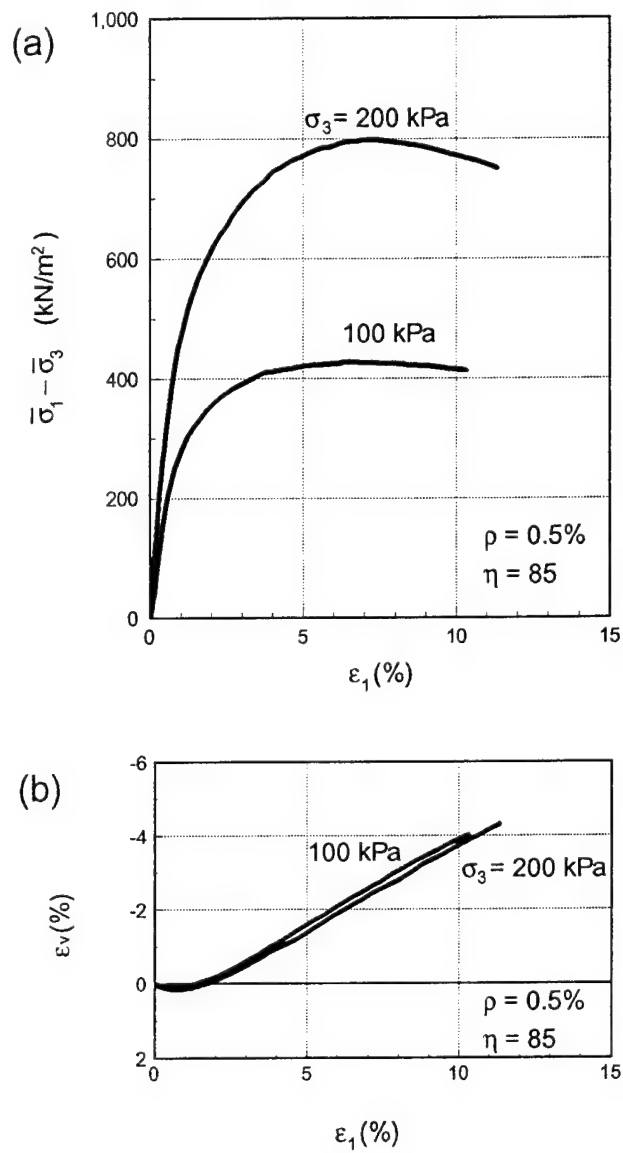 (a)
1,000
800
600
400
200
0
σ̅₁ – σ̅₃ (kN/m²)
σ₃ = 200 kPa
100 kPa
ρ = 0.5%
η = 85
0 5 10 15
ε₁(%)
(b)
-6
-4
-2
0
2
εᵥ(%)
100 kPa
σ₃ = 200 kPa
ρ = 0.5%
η = 85
0 5 10 15
ε₁(%)